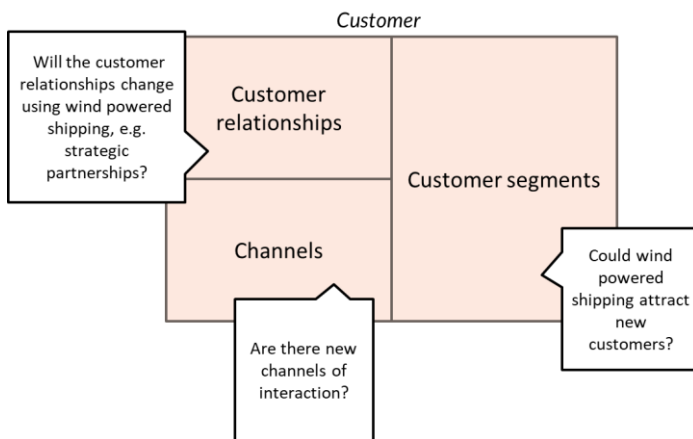 Customer
Will the customer
relationships change
using wind powered
shipping, e.g.
strategic
partnerships?
Customer
relationships
Customer segments
Channels
Could wind
powered
shipping attract
new
customers?
Are there new
channels of
interaction?